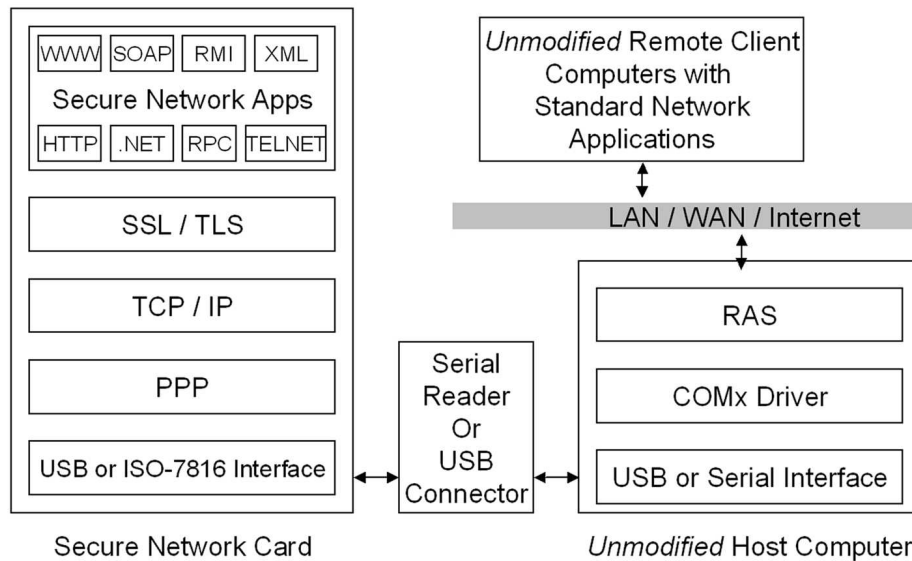 WWW SOAP RMI XML
Secure Network Apps
HTTP .NET RPC TELNET
SSL / TLS
TCP / IP
PPP
USB or ISO-7816 Interface
Secure Network Card
Serial
Reader
Or
USB
Connector
Unmodified Remote Client
Computers with
Standard Network
Applications
LAN / WAN / Internet
RAS
COMx Driver
USB or Serial Interface
Unmodified Host Computer